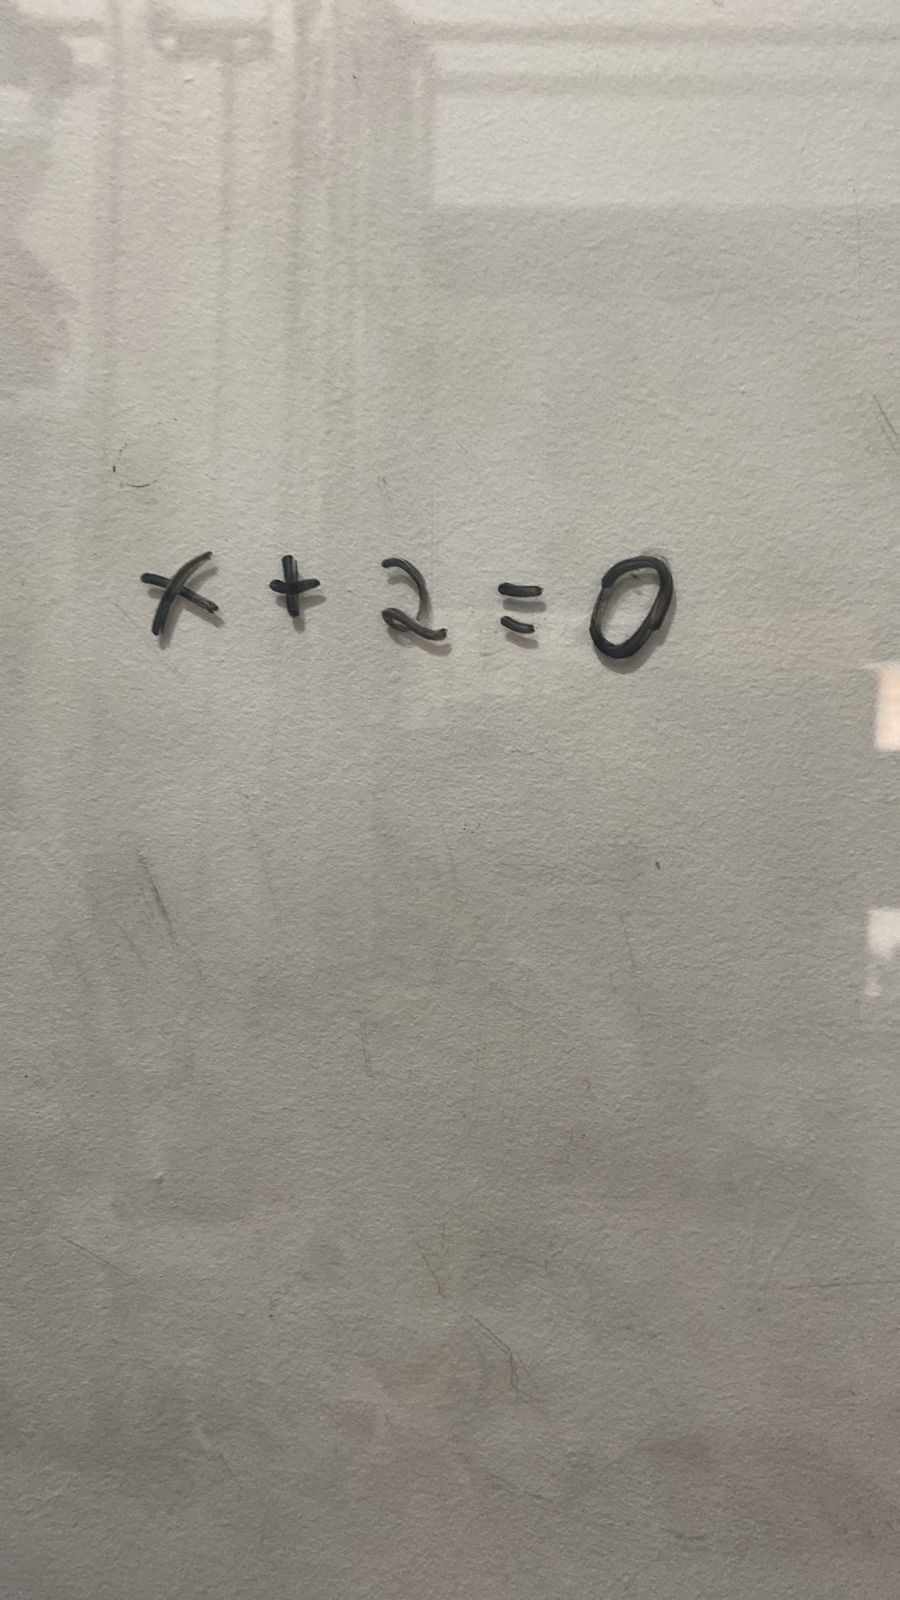 x + 2 = 0